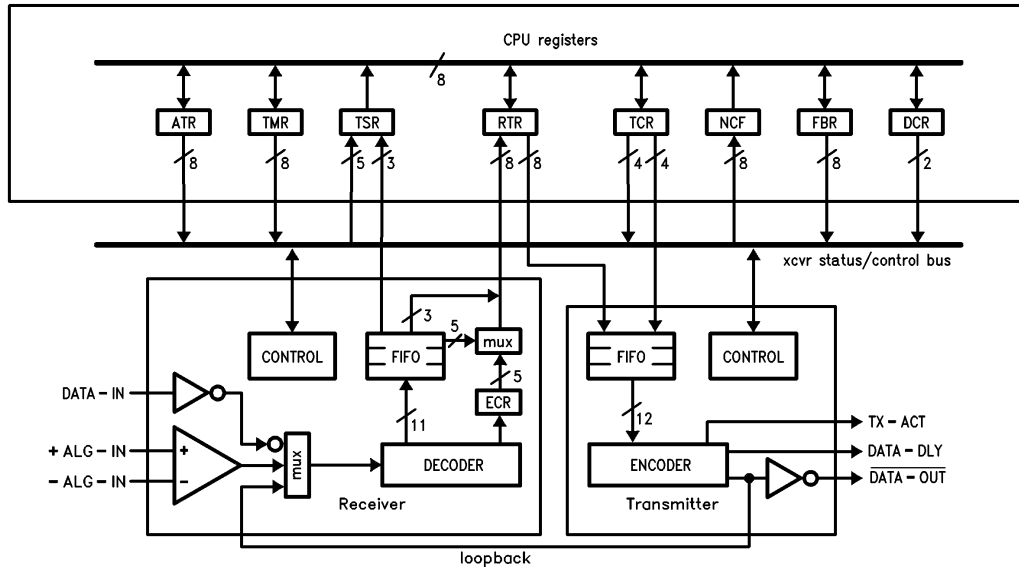 CPU registers
8
ATR
TMR
TSR
RTR
TCR
NCF
FBR
DCR
8
8
5
3
8
8
4
4
8
8
2
xcvr status/control bus
3
5
CONTROL
FIFO
mux
FIFO
CONTROL
5
DATA-IN
ECR
11
12
TX-ACT
+ ALG-IN
+
mux
DECODER
ENCODER
DATA-DLY
- ALG-IN
-
DATA-OUT
Receiver
Transmitter
loopback